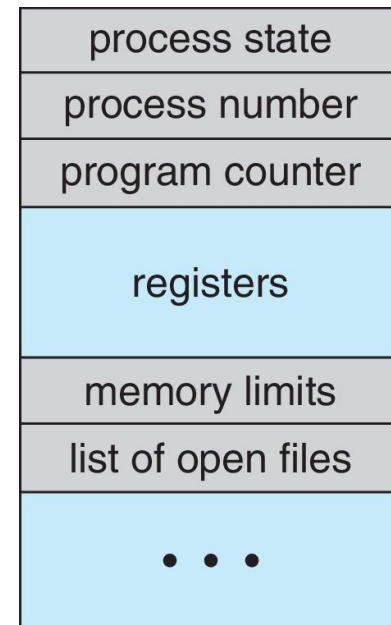 process state
process number
program counter
registers
memory limits
list of open files
• • •